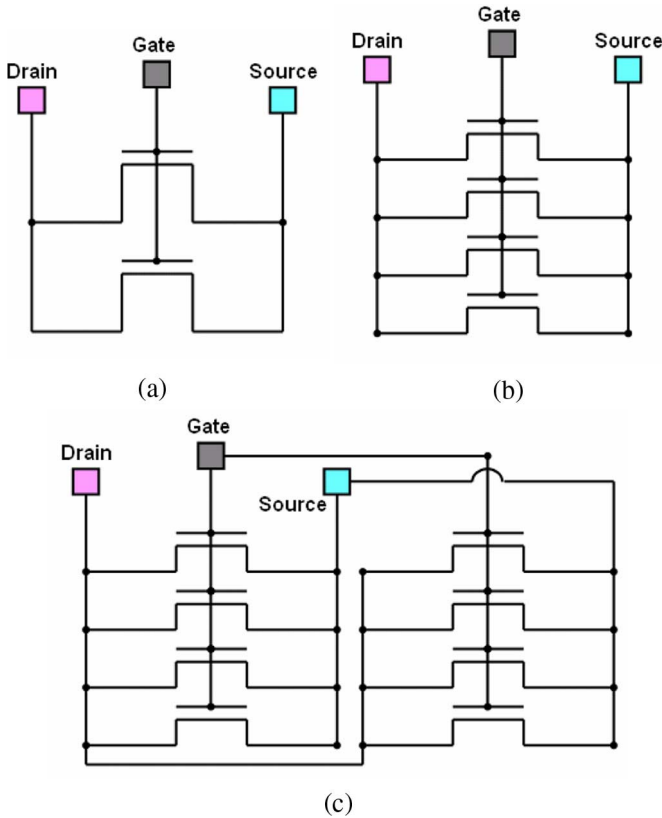 Gate
Drain
Source
(a)
Gate
Drain
Source
(b)
Gate
Drain
Source
(c)